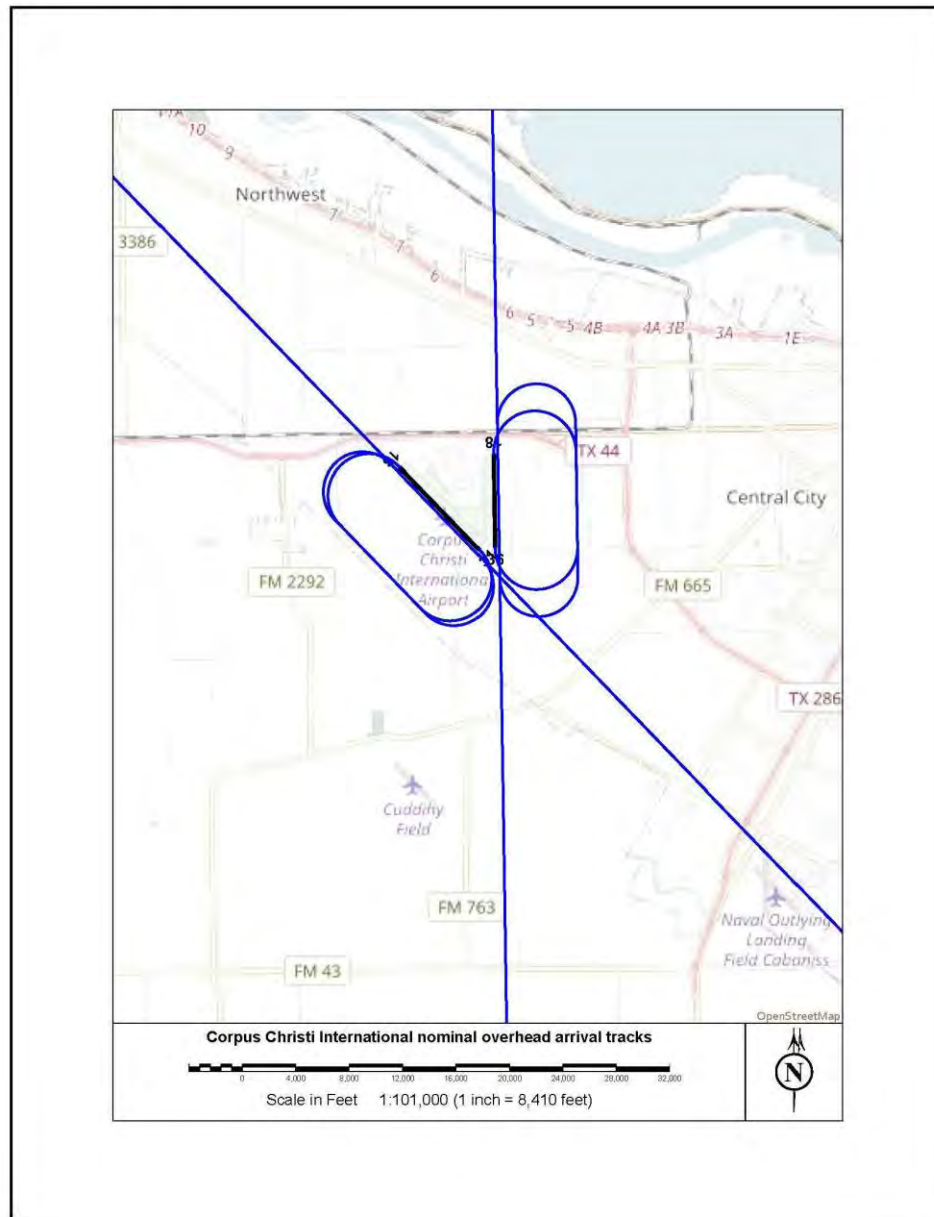 10
9
Northwest
7
3386
7
6
6
5
5
4B
4A
3B
3A
1E
18
TX 44
Central City
Corpus
Christi
International
Airport
FM 2292
FM 665
36
TX 286
Cuddihy
Field
FM 763
Naval Outlying
Landing
Field Cabaniss
FM 43
OpenStreetMap
Corpus Christi International nominal overhead arrival tracks
0 4,000 8,000 12,000 16,000 20,000 24,000 28,000 32,000
Scale in Feet 1:101,000 (1 inch = 8,410 feet)
N